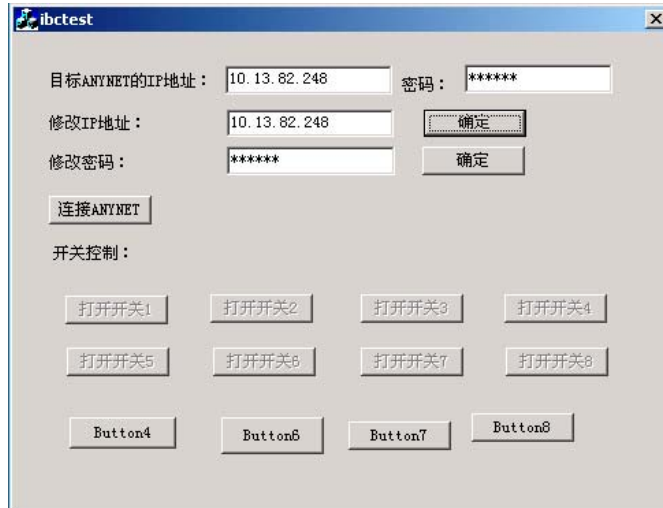 ibctest
目标ANYNET的IP地址： 10.13.82.248 密码： ******
修改IP地址： 10.13.82.248 确定
修改密码： ****** 确定
连接ANYNET
开关控制：
打开开关1 打开开关2 打开开关3 打开开关4
打开开关5 打开开关6 打开开关7 打开开关8
Button4 Button6 Button7 Button8